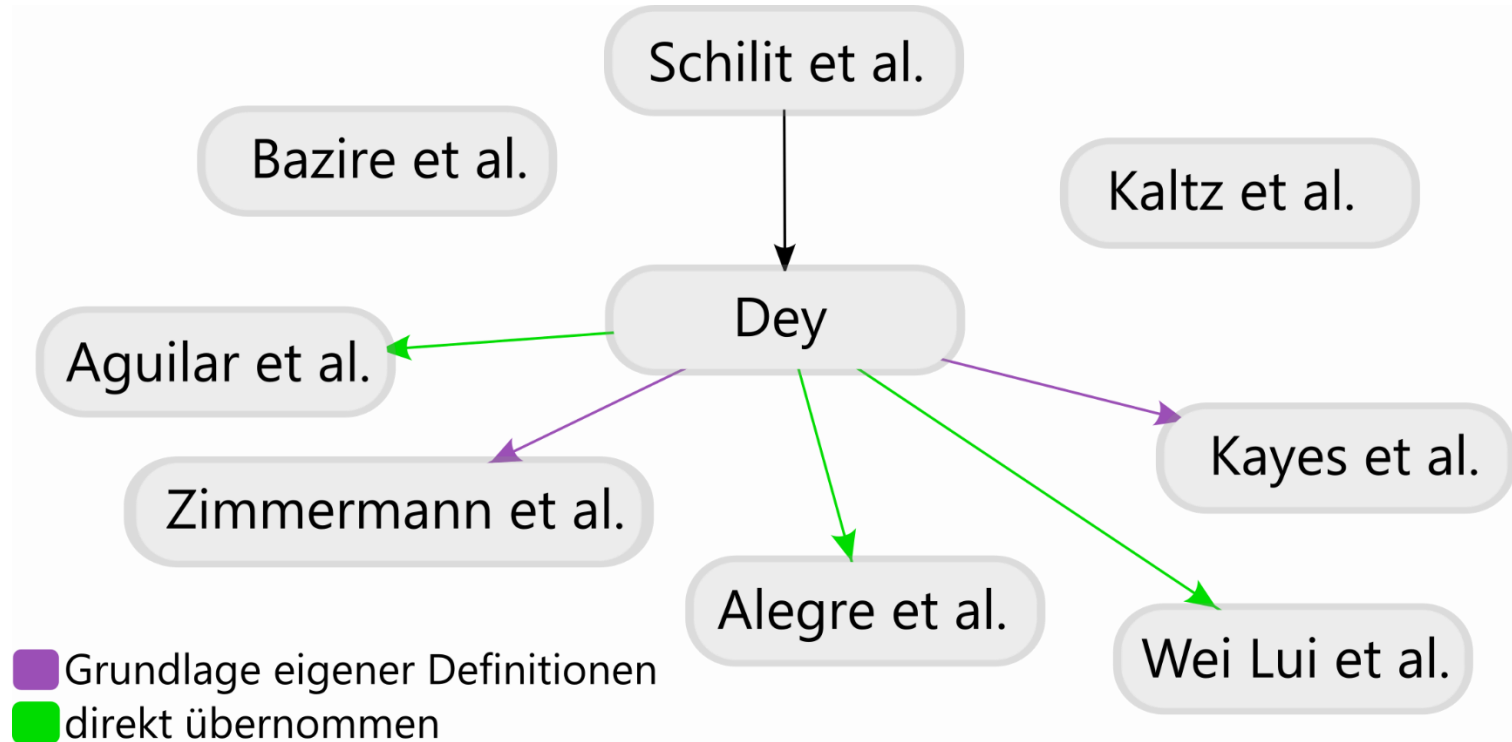 Schilit et al.
Bazire et al.
Kaltz et al.
Dey
Aguilar et al.
Kayes et al.
Zimmermann et al.
Alegre et al.
Wei Lui et al.
Grundlage eigener Definitionen
direkt übernommen